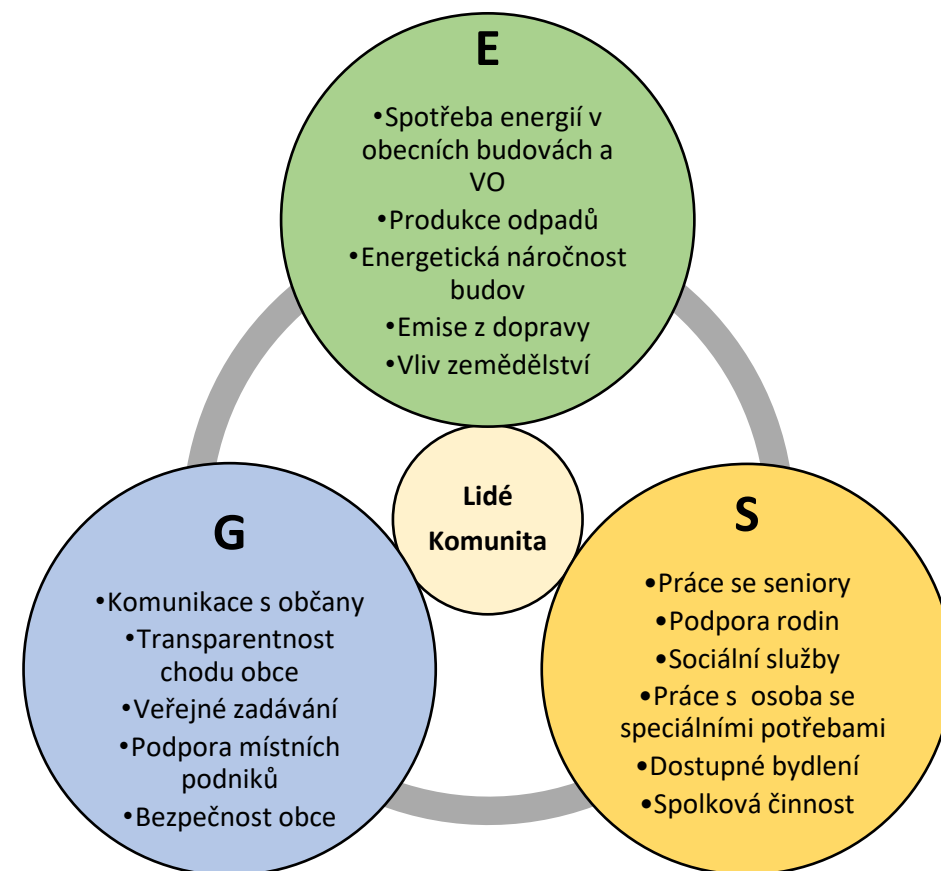 E
•Spotřeba energií v
obecních budovách a
VO
•Produkce odpadů
•Energetická náročnost
budov
•Emise z dopravy
•Vliv zemědělství
Lidé
Komunita
G
•Komunikace s občany
•Transparentnost
chodu obce
•Veřejné zadávání
•Podpora místních
podniků
•Bezpečnost obce
S
•Práce se seniory
•Podpora rodin
•Sociální služby
•Práce s osoba se
speciálními potřebami
•Dostupné bydlení
•Spolková činnost